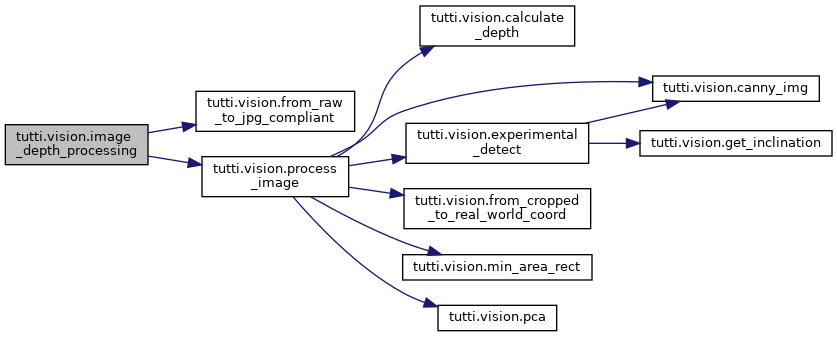 tutti.vision.image
_depth_processing
tutti.vision.from_raw
_to_jpg_compliant
tutti.vision.process
_image
tutti.vision.calculate
_depth
tutti.vision.canny_img
tutti.vision.experimental
_detect
tutti.vision.get_inclination
tutti.vision.from_cropped
_to_real_world_coord
tutti.vision.min_area_rect
tutti.vision.pca